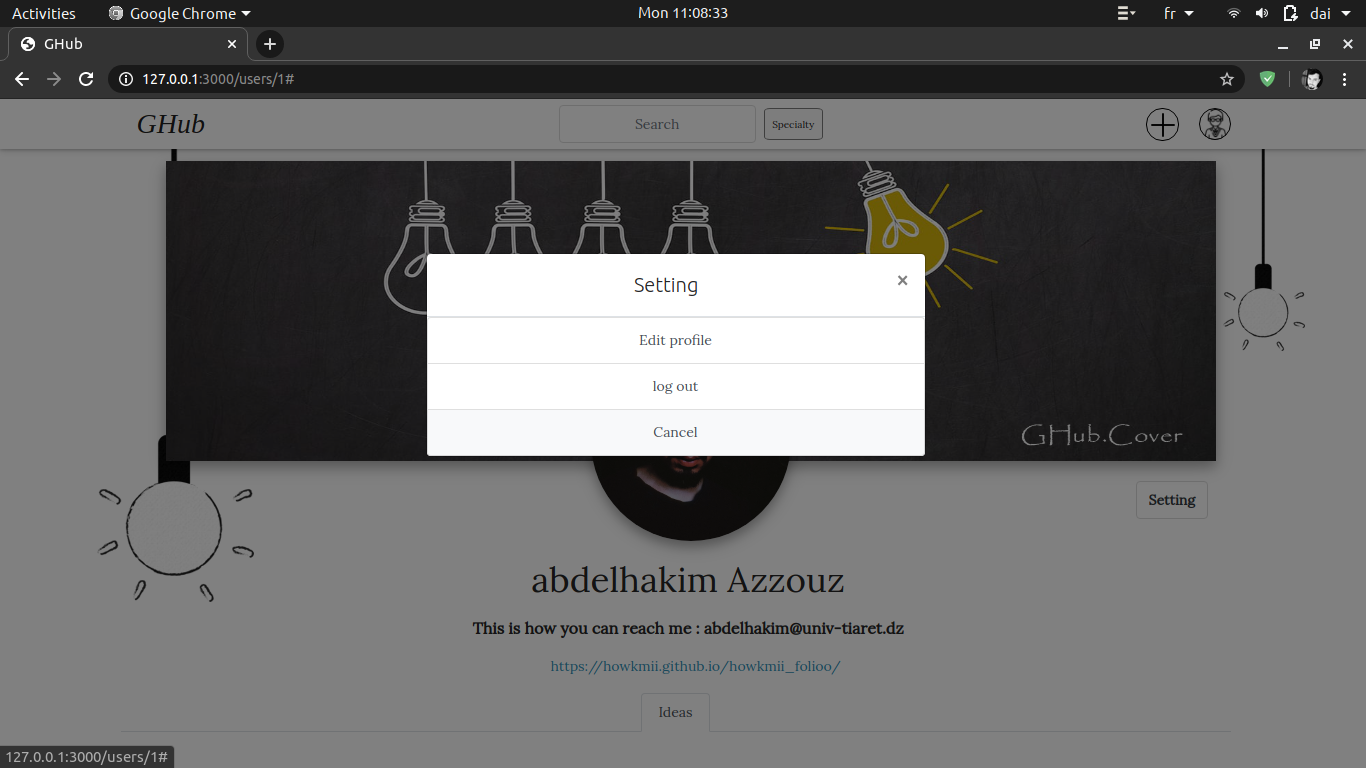 Activities Google Chrome Mon 11:08:33 fr dai
GHub
127.0.0.1:3000/users/1#
GHub Search Specialty
Setting ×
Edit profile
log out
Cancel
GHub.Cover
Setting
abdelhakim Azzouz
This is how you can reach me : abdelhakim@univ-tiaret.dz
https://howkmii.github.io/howkmii_folioo/
Ideas
127.0.0.1:3000/users/1#